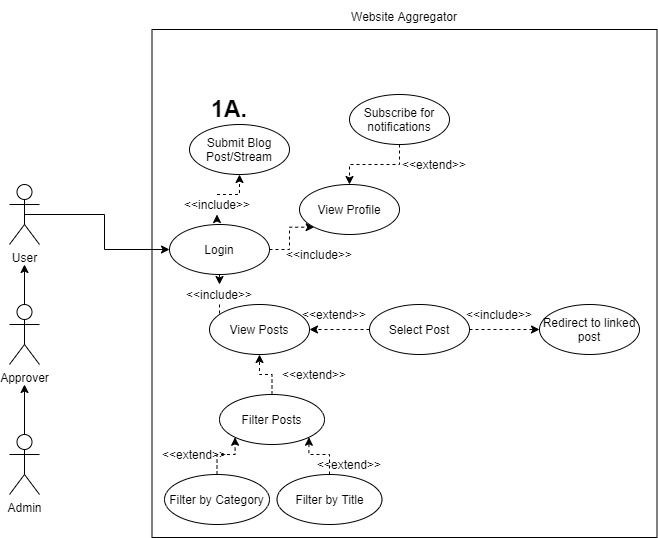 Website Aggregator
1A.
Subscribe for
notifications
Submit Blog
Post/Stream
<<extend>>
<<include>>
View Profile
User
Login
<<include>>
<<include>>
<<extend>>
<<include>>
View Posts
Select Post
Redirect to linked
post
Approver
<<extend>>
Filter Posts
<<extend>>
<<extend>>
Filter by Category
Filter by Title
Admin